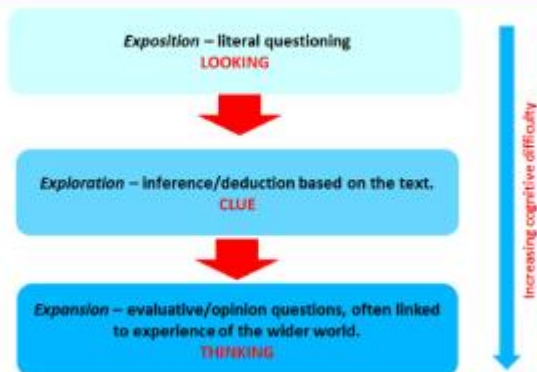 Exposition – literal questioning
LOOKING
Exploration – inference/deduction based on the text.
CLUE
Expansion – evaluative/opinion questions, often linked
to experience of the wider world.
THINKING
Increasing cognitive difficulty